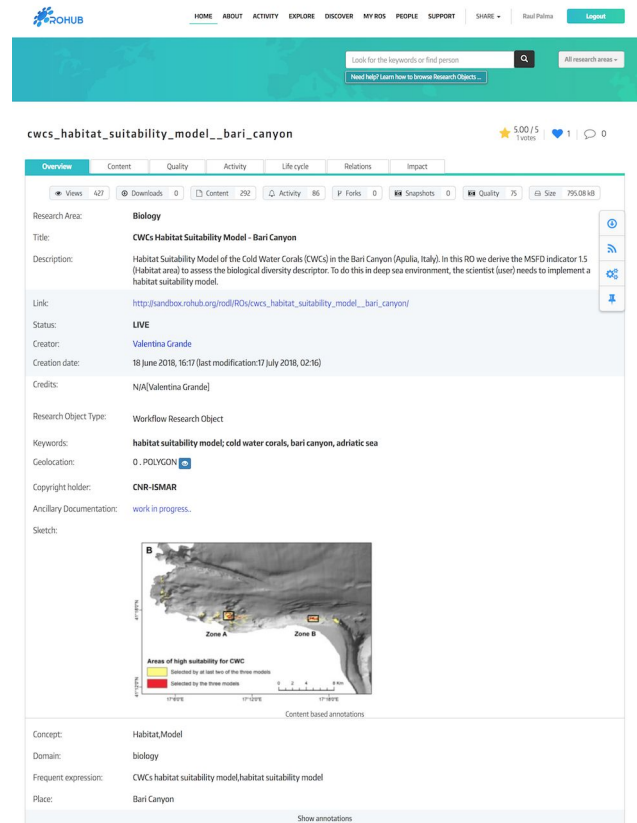 ROHUB
HOME ABOUT ACTIVITY EXPLORE DISCOVER MY ROS PEOPLE SUPPORT SHARE Raul Palma Logout
Look for the keywords or find person
All research areas
Need help? Learn how to browse Research Objects ...
cwcs_habitat_suitability_model__bari_canyon
5.00 / 5
1 votes
1
0
Overview Content Quality Activity Life cycle Relations Impact
Views 427 Downloads 0 Content 292 Activity 86 Forks 0 Snapshots 0 Quality 75 Size 795.08 kB
Research Area: Biology
Title: CWCs Habitat Suitability Model - Bari Canyon
Description: Habitat Suitability Model of the Cold Water Corals (CWCs) in the Bari Canyon (Apulia, Italy). In this RO we derive the MSFD indicator 1.5
(Habitat area) to assess the biological diversity descriptor. To do this in deep sea environment, the scientist (user) needs to implement a
habitat suitability model.
Link: http://sandbox.rohub.org/rodl/ROs/cwcs_habitat_suitability_model__bari_canyon/
Status: LIVE
Creator: Valentina Grande
Creation date: 18 June 2018, 16:17 (last modification:17 July 2018, 02:16)
Credits: N/A[Valentina Grande]
Research Object Type: Workflow Research Object
Keywords: habitat suitability model; cold water corals, bari canyon, adriatic sea
Geolocation: 0 . POLYGON
Copyright holder: CNR-ISMAR
Ancillary Documentation: work in progress..
Sketch:
B
Zone A Zone B
Areas of high suitability for CWC
Selected by at last two of the three models
Selected by the three models
0 2 4 8 Km
Content based annotations
Concept: Habitat,Model
Domain: biology
Frequent expression: CWCs habitat suitability model,habitat suitability model
Place: Bari Canyon
Show annotations